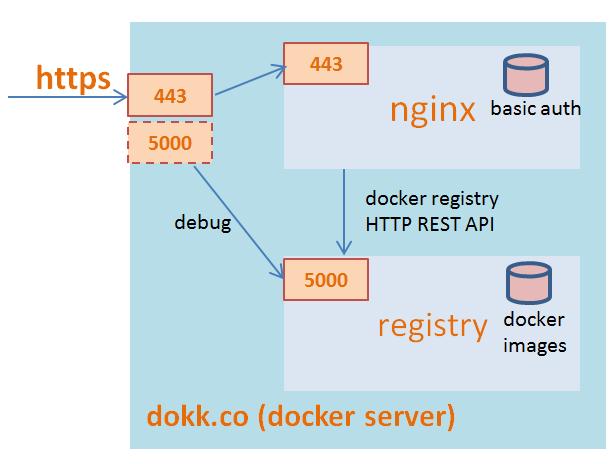 https
443
443
nginx
basic auth
5000
debug
docker registry
HTTP REST API
5000
registry
docker
images
dokk.co (docker server)